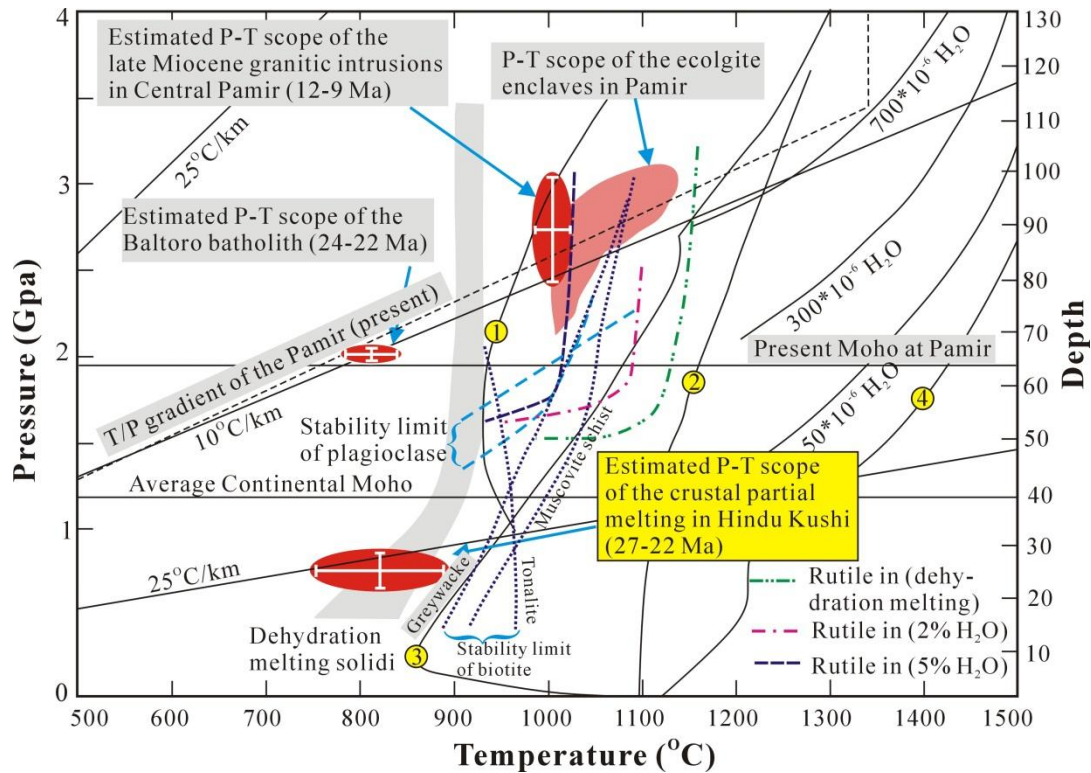 Estimated P-T scope of the
late Miocene granitic intrusions
in Central Pamir (12-9 Ma)
P-T scope of the ecolgite
enclaves in Pamir
25°C/km
700*10⁻⁶ H₂O
Estimated P-T scope of the
Baltoro batholith (24-22 Ma)
300*10⁻⁶ H₂O
T/P gradient of the Pamir (present)
10°C/km
1
Present Moho at Pamir
2
4
50*10⁻⁶ H₂O
Stability limit
of plagioclase
Muscovite schist
Average Continental Moho
Estimated P-T scope
of the crustal partial
melting in Hindu Kushi
(27-22 Ma)
25°C/km
Greywacke
Tonalite
Rutile in (dehy-
dration melting)
Rutile in (2% H₂O)
Rutile in (5% H₂O)
Dehydration
melting solidi
3
Stability limit
of biotite
Pressure (Gpa)
4
3
2
1
0
Depth
130
120
110
100
90
80
70
60
50
40
30
20
10
500 600 700 800 900 1000 1100 1200 1300 1400 1500
Temperature (°C)